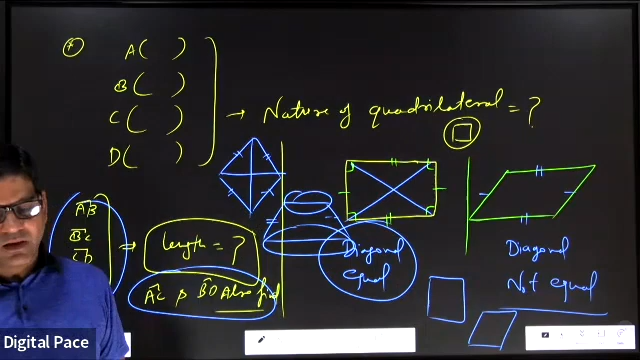 A( )
B( )
C( )
D( )
→ Nature of quadrilateral = ?
AB
BC
CD
→ length = ?
AC & BD Also find
Diagonal
equal
Diagonal
Not equal
Digital Pace